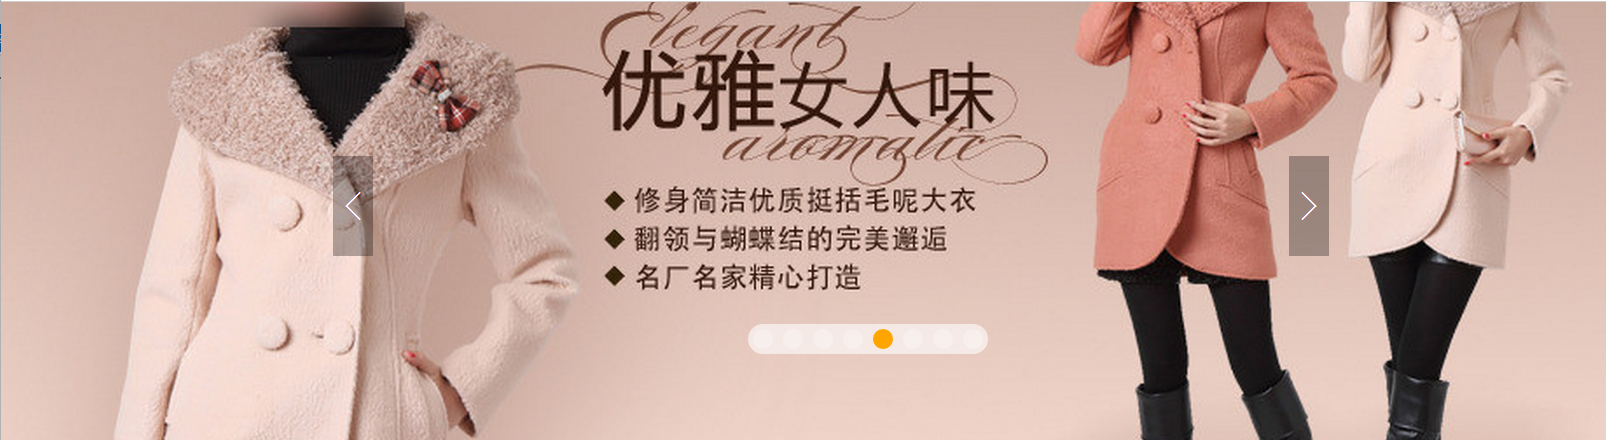 Elegant
优雅女人味
aromatic
修身简洁优质挺括毛呢大衣
翻领与蝴蝶结的完美邂逅
名厂名家精心打造